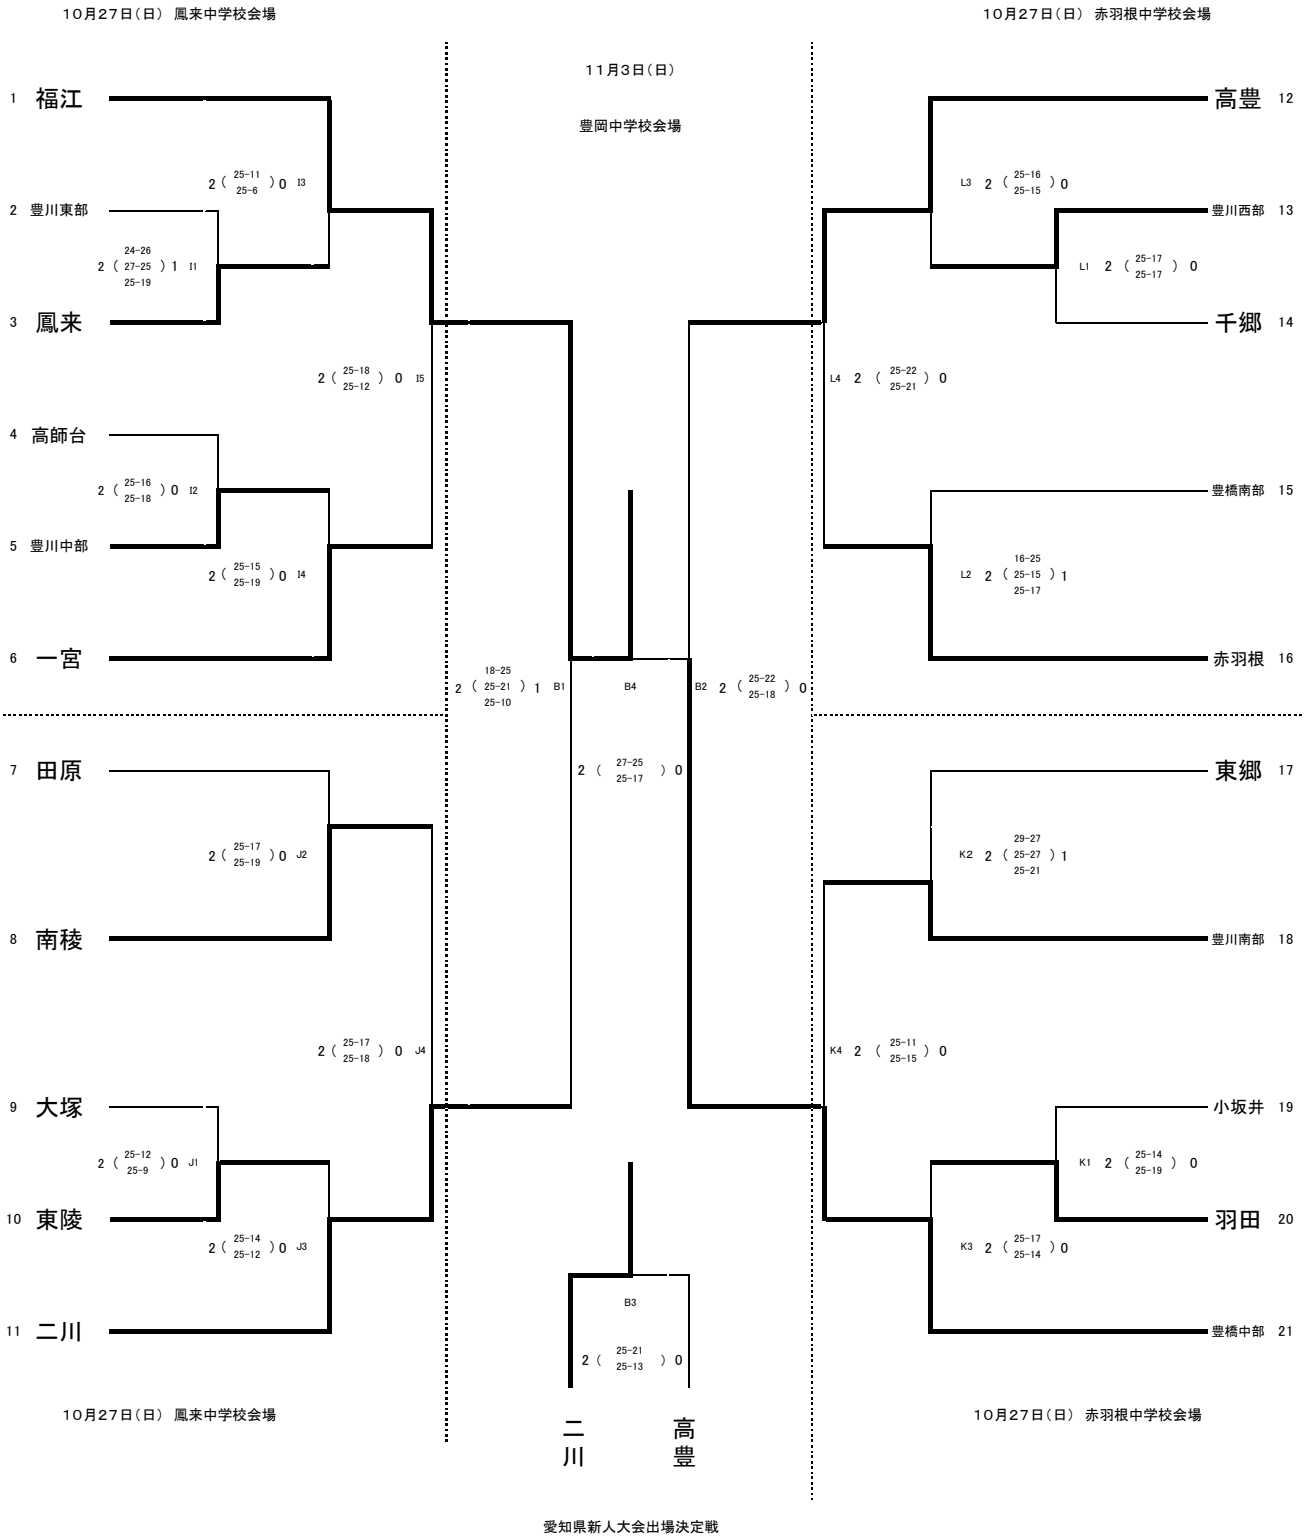 10月27日(日) 鳳来中学校会場
10月27日(日) 赤羽根中学校会場
11月3日(日)
豊岡中学校会場
1 福江
高豊 12
2 ( 25-11 25-6 ) 0 I3
L3 2 ( 25-16 25-15 ) 0
2 豊川東部
豊川西部 13
2 ( 24-26 27-25 25-19 ) 1 I1
L1 2 ( 25-17 25-17 ) 0
3 鳳来
千郷 14
2 ( 25-18 25-12 ) 0 I5
L4 2 ( 25-22 25-21 ) 0
4 高師台
2 ( 25-16 25-18 ) 0 I2
豊橋南部 15
5 豊川中部
2 ( 25-15 25-19 ) 0 I4
L2 2 ( 16-25 25-15 25-17 ) 1
6 一宮
赤羽根 16
2 ( 18-25 25-21 25-10 ) 1 B1
B4
B2 2 ( 25-22 25-18 ) 0
7 田原
2 ( 27-25 25-17 ) 0
東郷 17
2 ( 25-17 25-19 ) 0 J2
K2 2 ( 29-27 25-27 25-21 ) 1
8 南稜
豊川南部 18
2 ( 25-17 25-18 ) 0 J4
K4 2 ( 25-11 25-15 ) 0
9 大塚
小坂井 19
2 ( 25-12 25-9 ) 0 J1
K1 2 ( 25-14 25-19 ) 0
10 東陵
羽田 20
2 ( 25-14 25-12 ) 0 J3
K3 2 ( 25-17 25-14 ) 0
B3
11 二川
豊橋中部 21
2 ( 25-21 25-13 ) 0
10月27日(日) 鳳来中学校会場
10月27日(日) 赤羽根中学校会場
二川
高豊
愛知県新人大会出場決定戦